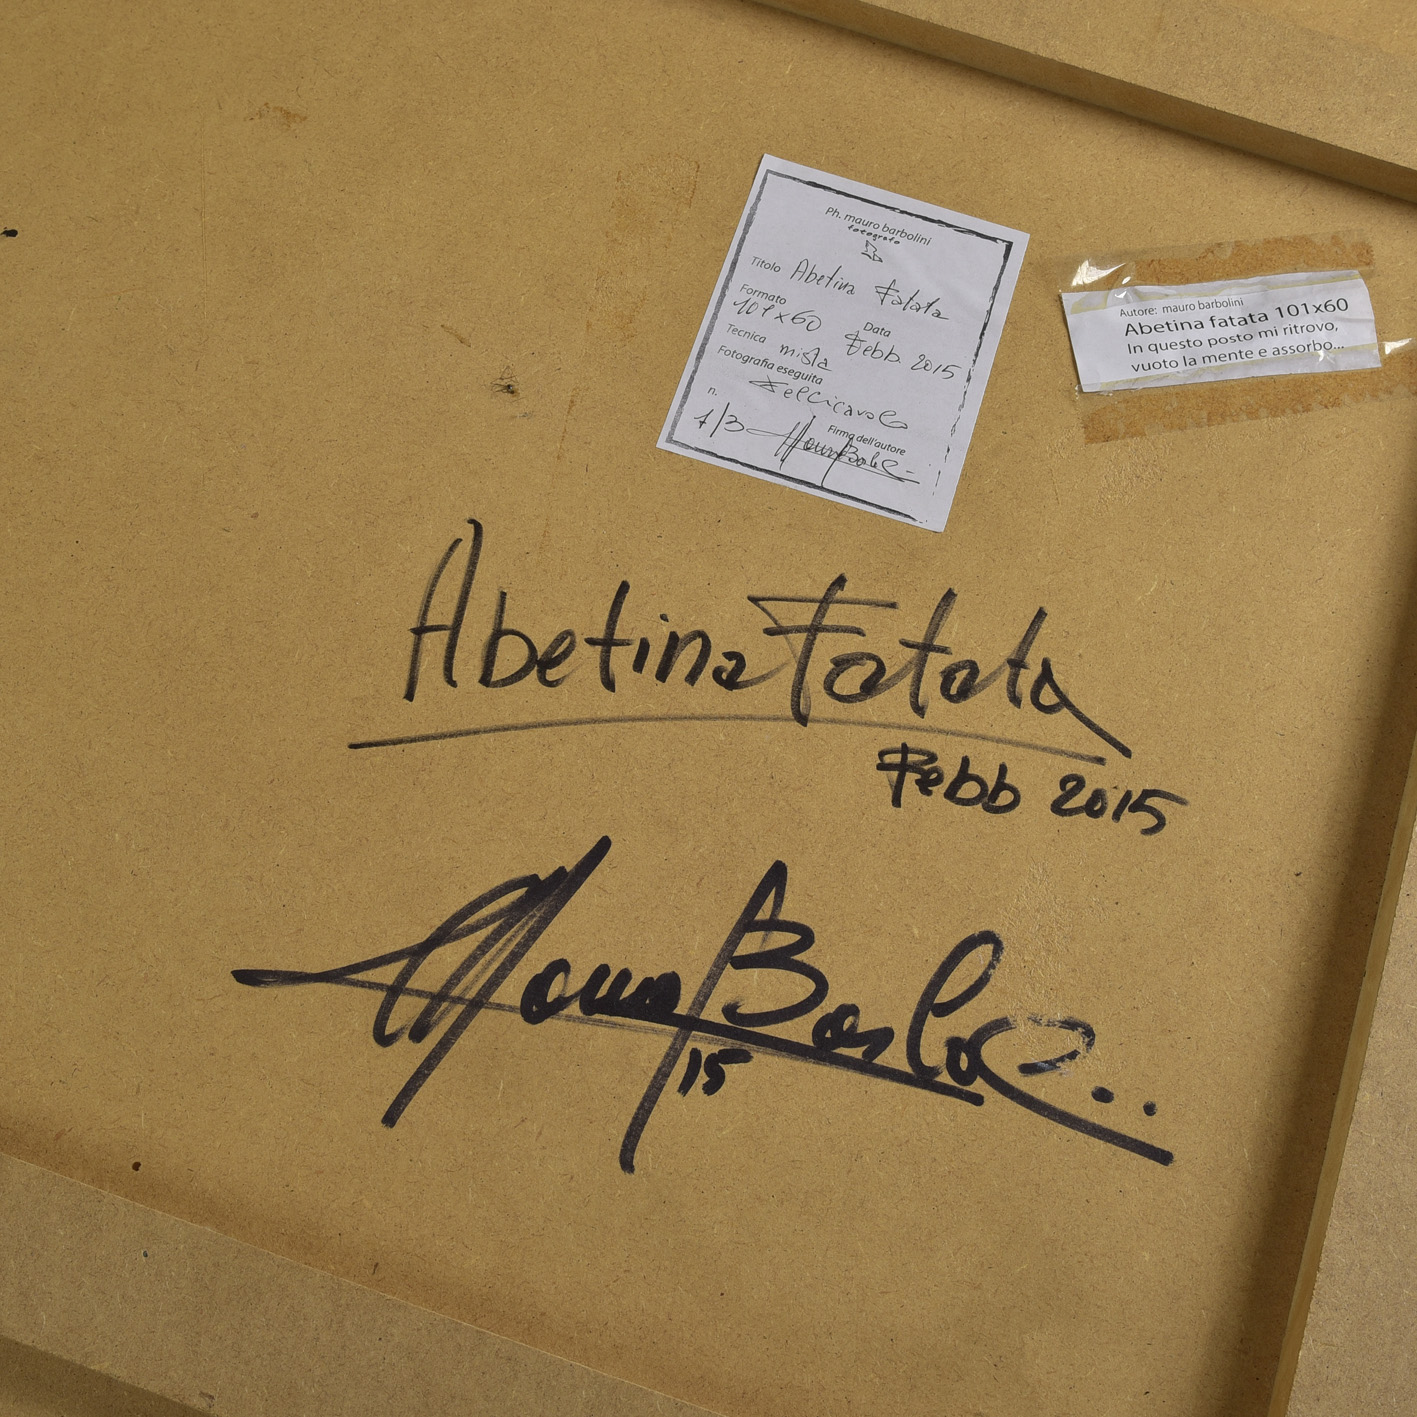 Ph. mauro barbolini
fotografo
Titolo Abetina Fatata
Formato
101x60 Data
Febb. 2015
Tecnica mista
Fotografia eseguita
Felcicavolo
n.
1/3 Firma dell'autore
Autore: mauro barbolini
Abetina fatata 101x60
In questo posto mi ritrovo,
vuoto la mente e assorbo...
Abetina Fatata
Febb 2015
15